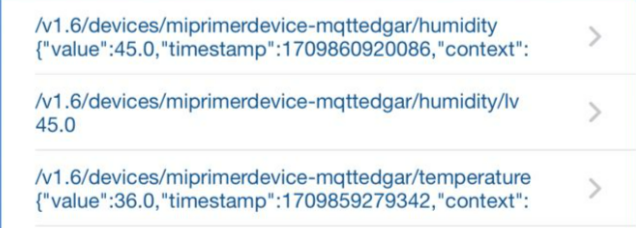 /v1.6/devices/miprimerdevice-mqttedgar/humidity
{"value":45.0,"timestamp":1709860920086,"context":
/v1.6/devices/miprimerdevice-mqttedgar/humidity/lv
45.0
/v1.6/devices/miprimerdevice-mqttedgar/temperature
{"value":36.0,"timestamp":1709859279342,"context":